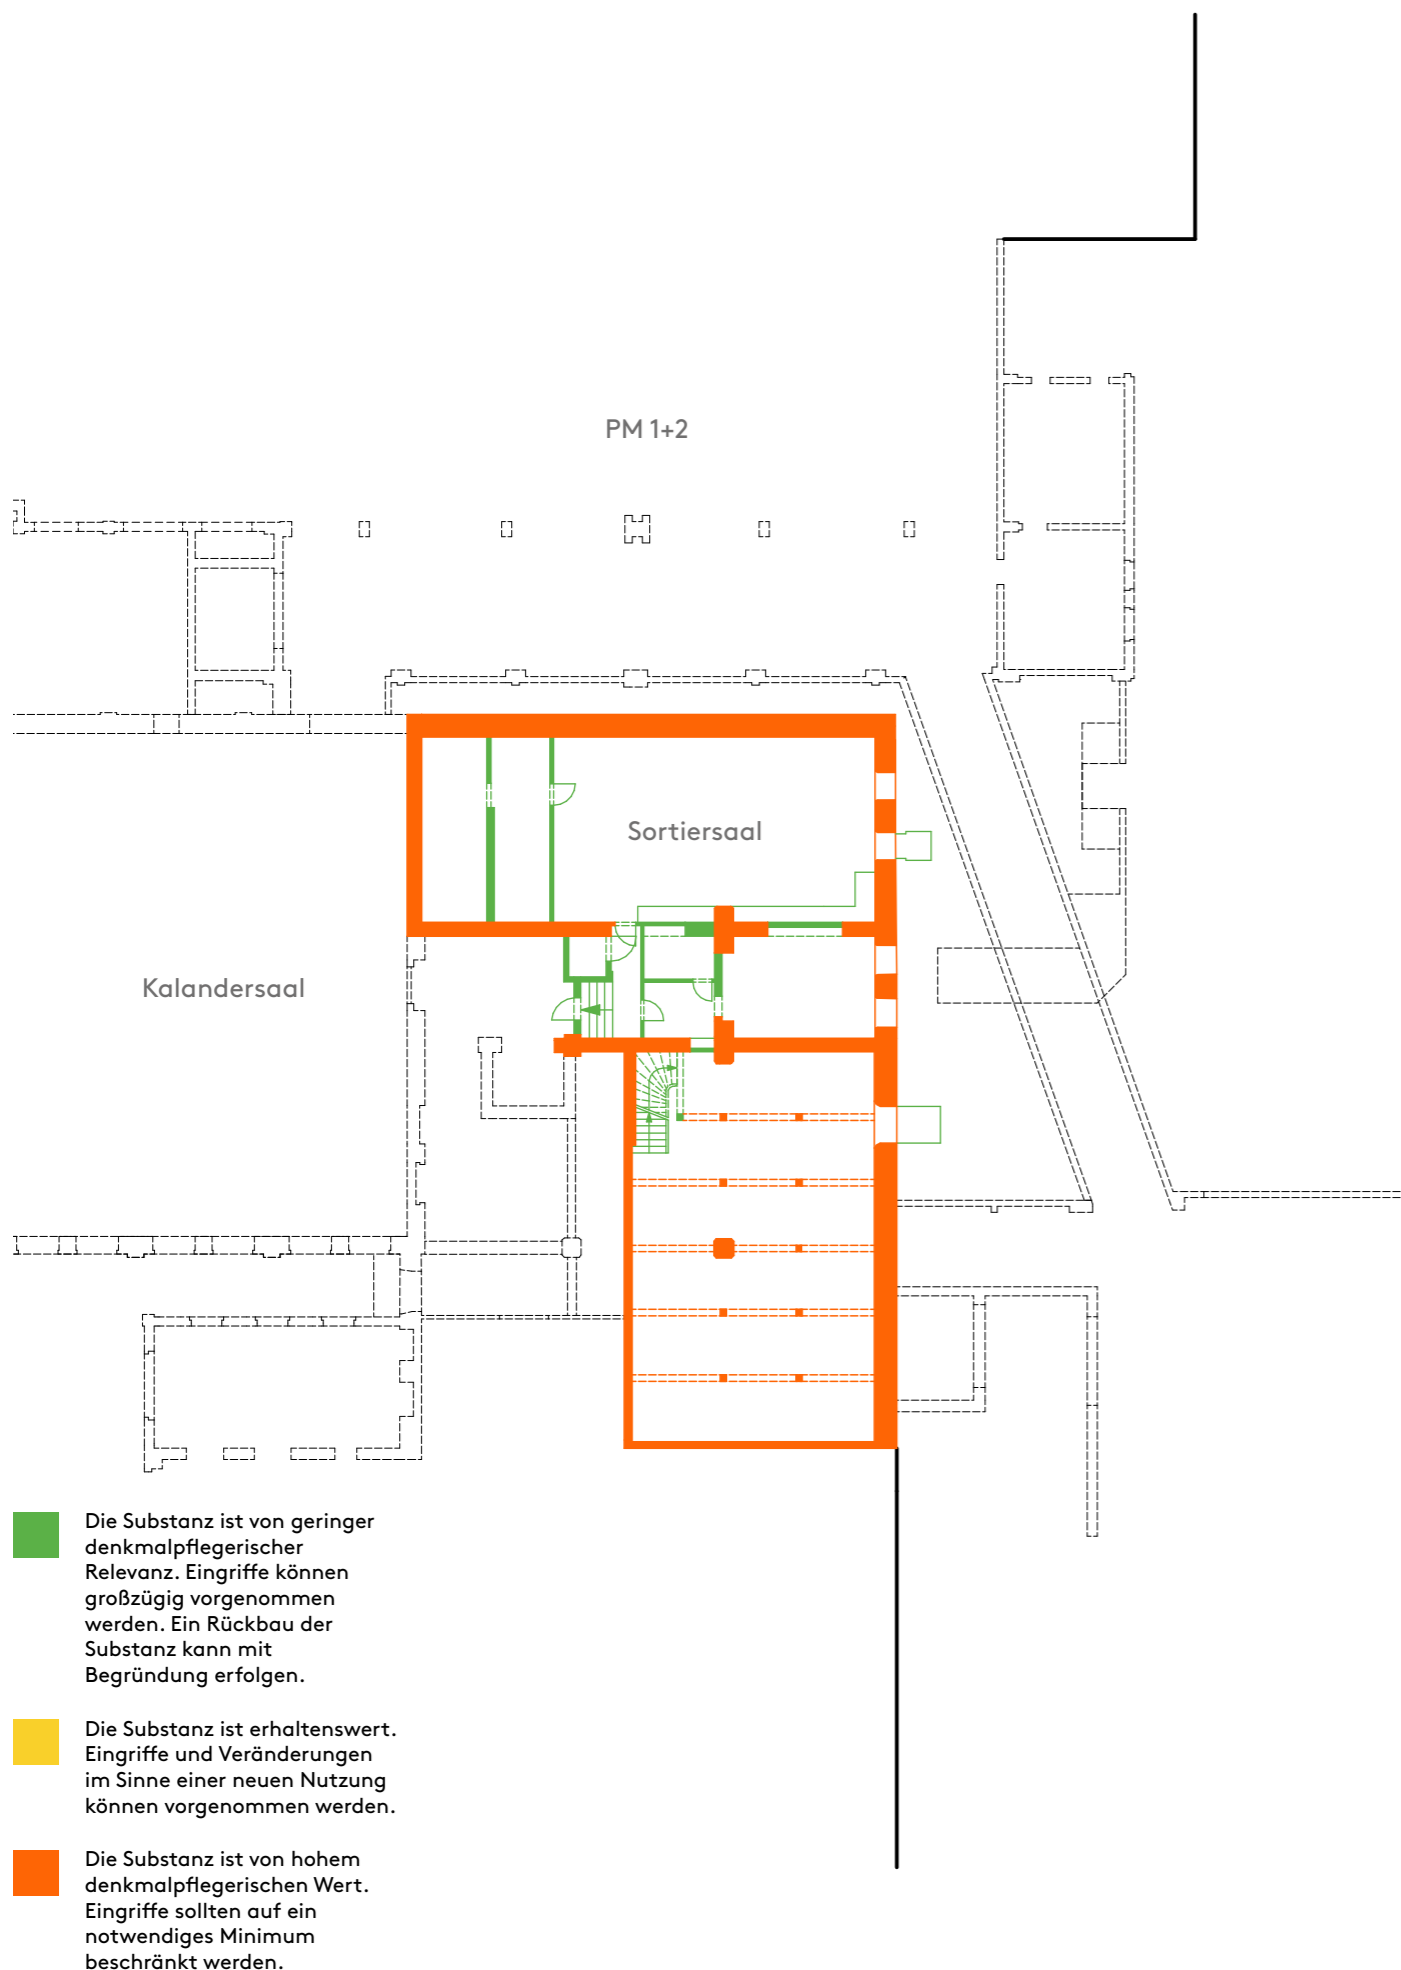 PM 1+2
Sortiersaal
Kalandersaal
Die Substanz ist von geringer
denkmalpflegerischer
Relevanz. Eingriffe können
großzügig vorgenommen
werden. Ein Rückbau der
Substanz kann mit
Begründung erfolgen.
Die Substanz ist erhaltenswert.
Eingriffe und Veränderungen
im Sinne einer neuen Nutzung
können vorgenommen werden.
Die Substanz ist von hohem
denkmalpflegerischen Wert.
Eingriffe sollten auf ein
notwendiges Minimum
beschränkt werden.